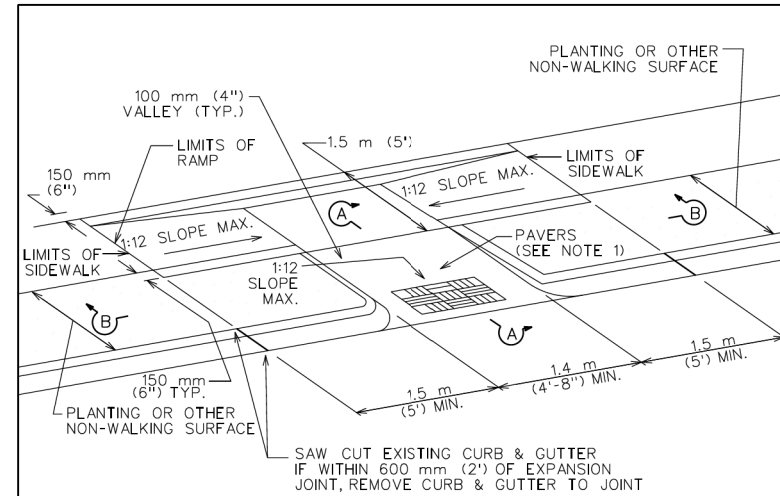 PLANTING OR OTHER
NON-WALKING SURFACE
100 mm (4")
VALLEY (TYP.)
1.5 m (5')
LIMITS OF
RAMP
150 mm
(6")
LIMITS OF
SIDEWALK
1:12 SLOPE MAX.
A
B
1:12 SLOPE MAX.
LIMITS OF
SIDEWALK
PAVERS
(SEE NOTE 1)
1:12
SLOPE
MAX.
B
A
150 mm
(6") TYP.
1.5 m
(5') MIN.
1.4 m
(4'-8") MIN.
1.5 m
(5') MIN.
PLANTING OR OTHER
NON-WALKING SURFACE
SAW CUT EXISTING CURB & GUTTER
IF WITHIN 600 mm (2') OF EXPANSION
JOINT, REMOVE CURB & GUTTER TO JOINT